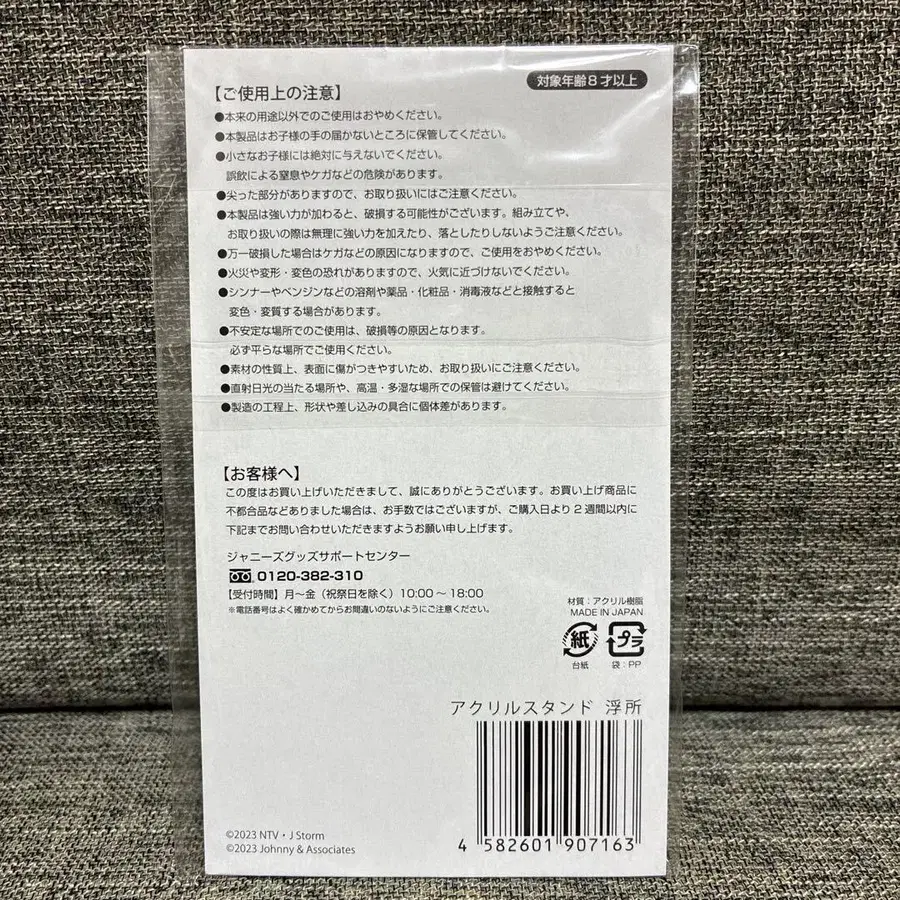 対象年齢8才以上
【ご使用上の注意】
●本来の用途以外でのご使用はおやめください。
●本製品はお子様の手の届かないところに保管してください。
●小さなお子様には絶対に与えないでください。
誤飲による窒息やケガなどの危険があります。
●尖った部分がありますので、お取り扱いにはご注意ください。
●本製品は強い力が加わると、破損する可能性がございます。組み立てや、
お取り扱いの際は無理に強い力を加えたり、落としたりしないようご注意ください。
●万一破損した場合はケガなどの原因になりますので、ご使用をおやめください。
●火災や変形・変色の恐れがありますので、火気に近づけないでください。
●シンナーやベンジンなどの溶剤や薬品・化粧品・消毒液などと接触すると
変色・変質する場合があります。
●不安定な場所でのご使用は、破損等の原因となります。
必ず平らな場所でご使用ください。
●素材の性質上、表面に傷がつきやすいため、お取り扱いにご注意ください。
●直射日光の当たる場所や、高温・多湿な場所での保管は避けてください。
●製造の工程上、形状や差し込みの具合に個体差があります。
【お客様へ】
この度はお買い上げいただきまして、誠にありがとうございます。お買い上げ商品に
不都合品などありました場合は、お手数ではございますが、ご購入日より2週間以内に
下記までお問い合わせいただきますようお願い申し上げます。
ジャニーズグッズサポートセンター
0120-382-310
【受付時間】月〜金（祝祭日を除く）10:00〜18:00
※電話番号はよく確かめてからお間違いのないようにご注意ください。
材質：アクリル樹脂
MADE IN JAPAN
紙 プラ
台紙 袋：PP
アクリルスタンド 浮所
4 582601 907163
©2023 NTV・J Storm
©2023 Johnny & Associates